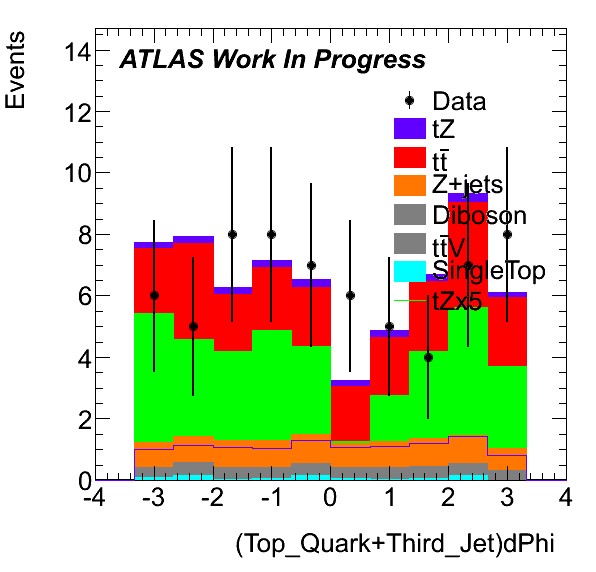 Events
14
12
10
8
6
4
2
0
ATLAS Work In Progress
Data
tZ
tt̄
Z+jets
Diboson
tt̄V
SingleTop
tZx5
-4 -3 -2 -1 0 1 2 3 4
(Top_Quark+Third_Jet)dPhi